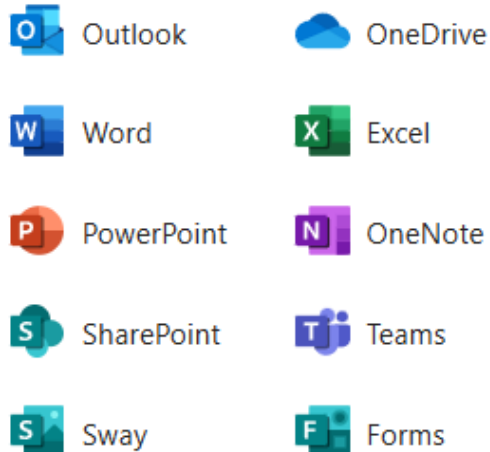 O Outlook
OneDrive
W Word
X Excel
P PowerPoint
N OneNote
S SharePoint
T Teams
S Sway
F Forms